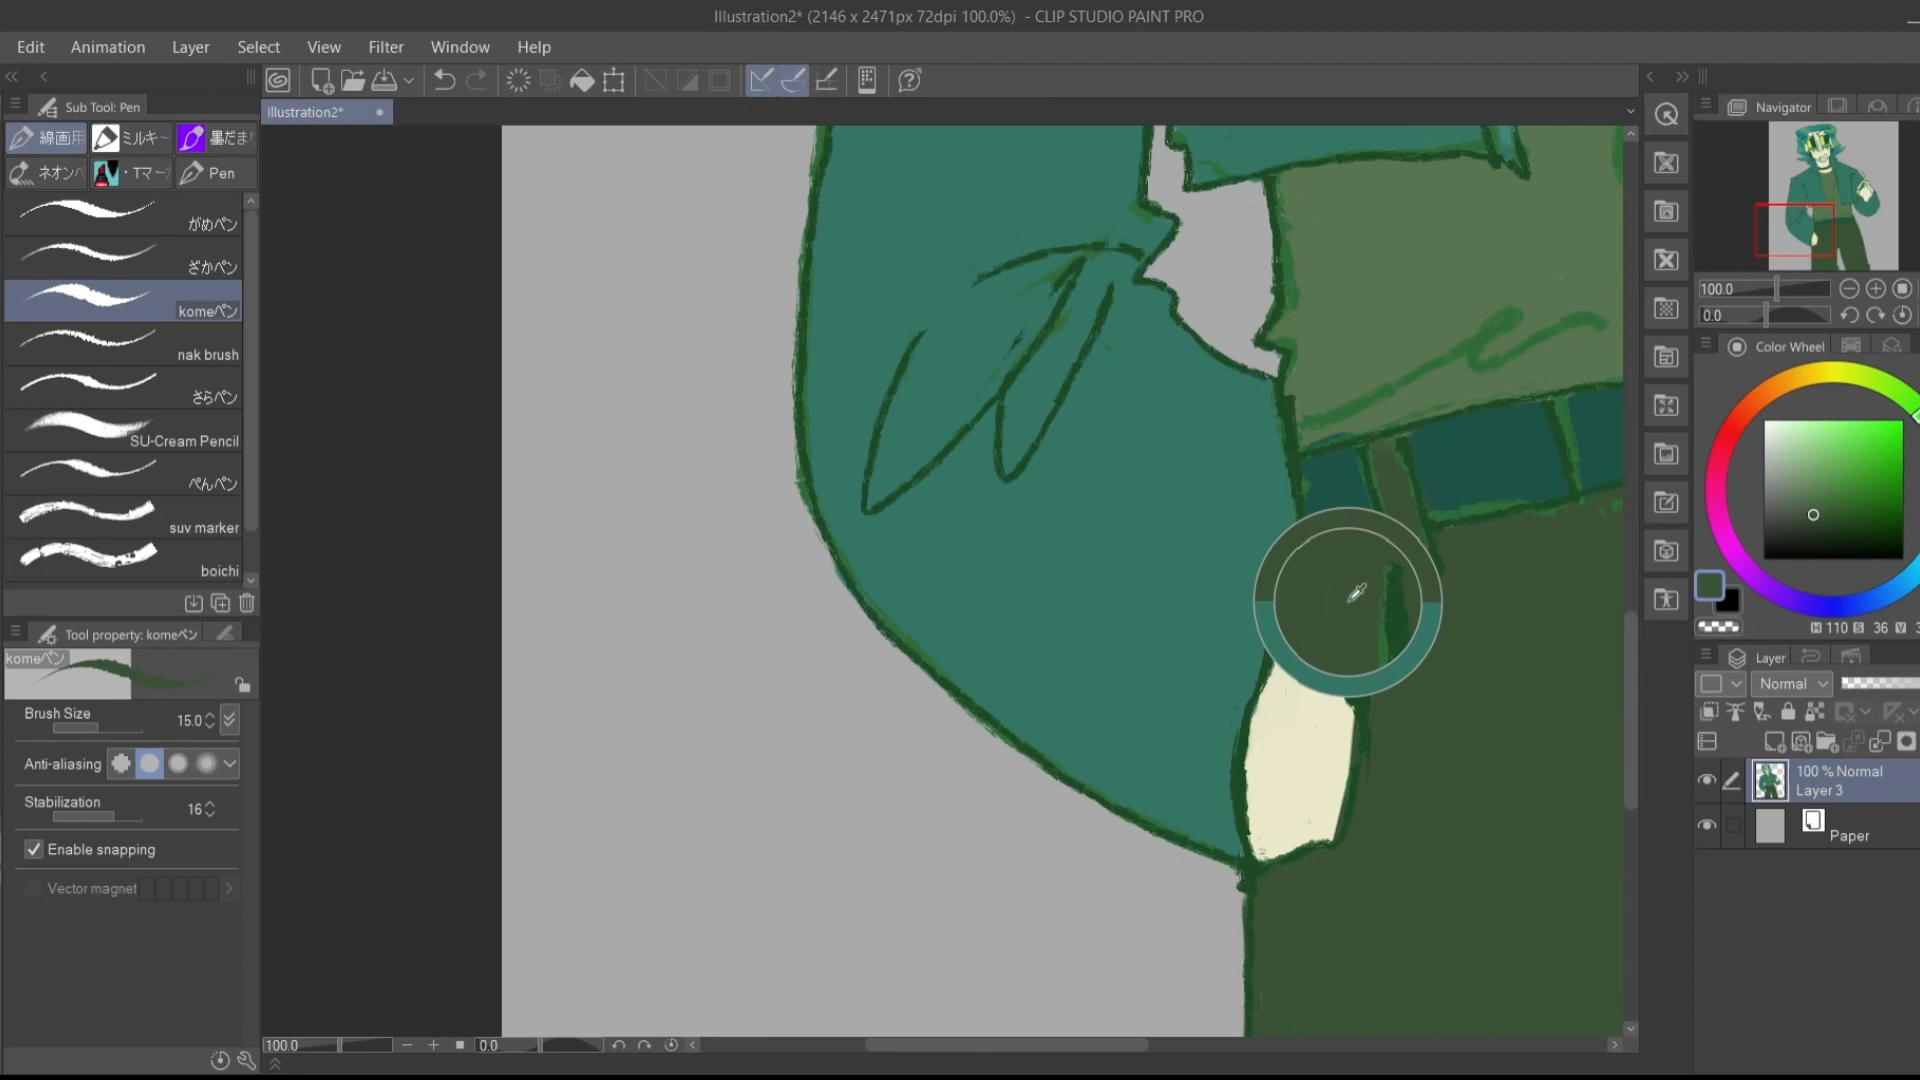 Illustration2* (2146 x 2471px 72dpi 100.0%) - CLIP STUDIO PAINT PRO
Edit Animation Layer Select View Filter Window Help
Sub Tool: Pen
Illustration2*
Navigator
線画用 ミルキー 墨だま
ネオンペ ・Tマー Pen
がめペン
ざかペン
komeペン
nak brush
さらペン
SU-Cream Pencil
ぺんペン
suv marker
boichi
100.0
0.0
Color Wheel
H 110 S 36 V 3
Tool property: komeペン
komeペン
Brush Size 15.0
Anti-aliasing
Stabilization 16
Enable snapping
Vector magnet
Layer
Normal
100 % Normal
Layer 3
Paper
100.0 0.0